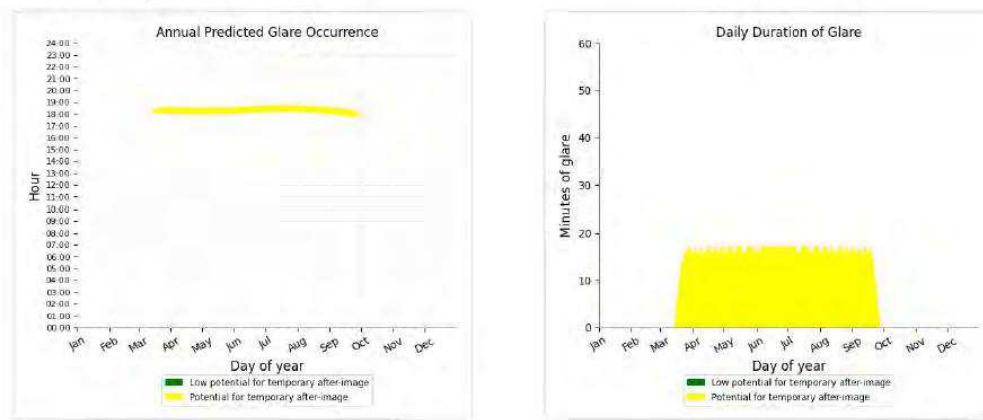 Annual Predicted Glare Occurrence
24:00
23:00
22:00
21:00
20:00
19:00
18:00
17:00
16:00
15:00
14:00
13:00
12:00
11:00
10:00
09:00
08:00
07:00
06:00
05:00
04:00
03:00
02:00
01:00
00:00
Hour
Jan Feb Mar Apr May Jun Jul Aug Sep Oct Nov Dec
Day of year
Low potential for temporary after-image
Potential for temporary after-image
Daily Duration of Glare
60
50
40
30
20
10
0
Minutes of glare
Jan Feb Mar Apr May Jun Jul Aug Sep Oct Nov Dec
Day of year
Low potential for temporary after-image
Potential for temporary after-image